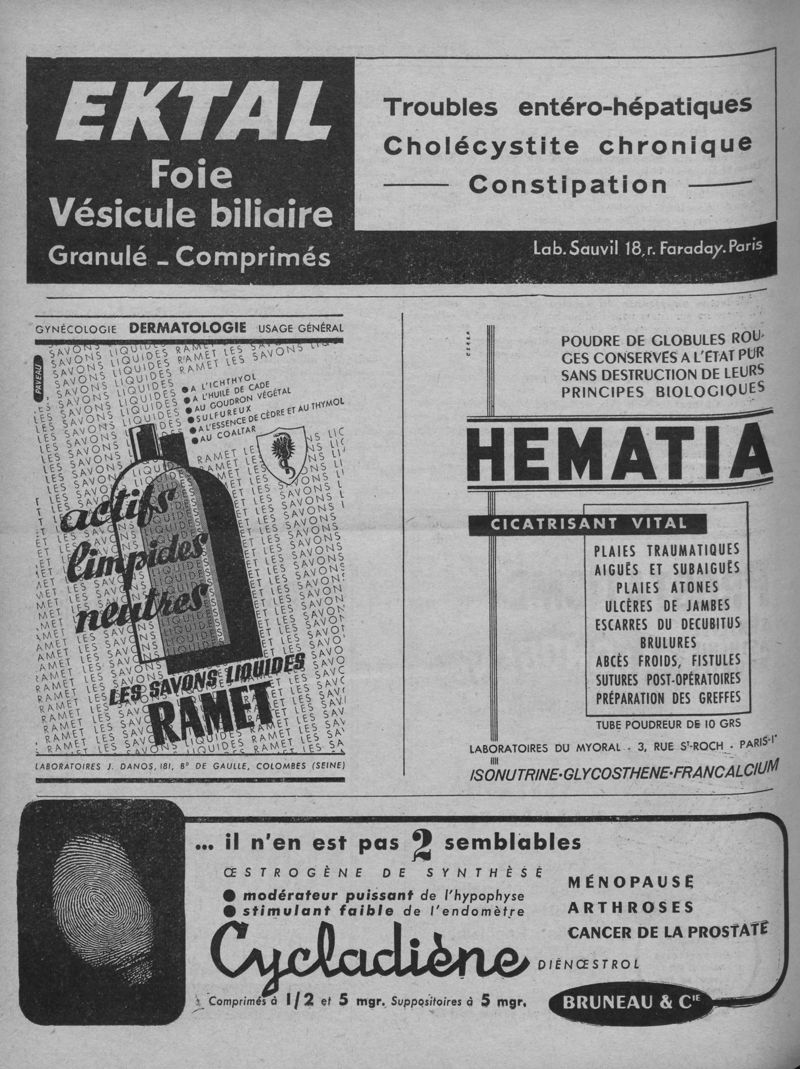 EKTAL
Foie
Vésicule biliaire
Granulé - Comprimés
Troubles entéro-hépatiques
Cholécystite chronique
Constipation
Lab. Sauvil 18, r. Faraday. Paris
GYNÉCOLOGIE DERMATOLOGIE USAGE GÉNÉRAL
PAVEAU
LES SAVONS LIQUIDES RAMET
● A L'ICHTHYOL
● A L'HUILE DE CADE
● AU GOUDRON VÉGÉTAL
● SULFUREUX
● A L'ESSENCE DE CÈDRE ET AU THYMOL
● AU COALTAR
actifs
limpides
neutres
LES SAVONS LIQUIDES
RAMET
LABORATOIRES J. DANOS, 181, Bᴰ DE GAULLE, COLOMBES (SEINE)
POUDRE DE GLOBULES ROU-
GES CONSERVÉS A L'ÉTAT PUR
SANS DESTRUCTION DE LEURS
PRINCIPES BIOLOGIQUES
HEMATIA
CICATRISANT VITAL
PLAIES TRAUMATIQUES
AIGUËS ET SUBAIGUËS
PLAIES ATONES
ULCÈRES DE JAMBES
ESCARRES DU DECUBITUS
BRULURES
ABCÈS FROIDS, FISTULES
SUTURES POST-OPÉRATOIRES
PRÉPARATION DES GREFFES
TUBE POUDREUR DE 10 GRS
LABORATOIRES DU MYORAL - 3, RUE Sᵀ-ROCH - PARIS-Iᵉʳ
ISONUTRINE·GLYCOSTHENE·FRANCALCIUM
... il n'en est pas 2 semblables
ŒSTROGÈNE DE SYNTHÈSE
● modérateur puissant de l'hypophyse
● stimulant faible de l'endomètre
Cycladiène DIÉNŒSTROL
Comprimés à 1/2 et 5 mgr. Suppositoires à 5 mgr.
MÉNOPAUSE
ARTHROSES
CANCER DE LA PROSTATE
BRUNEAU & Cᴵᴱ